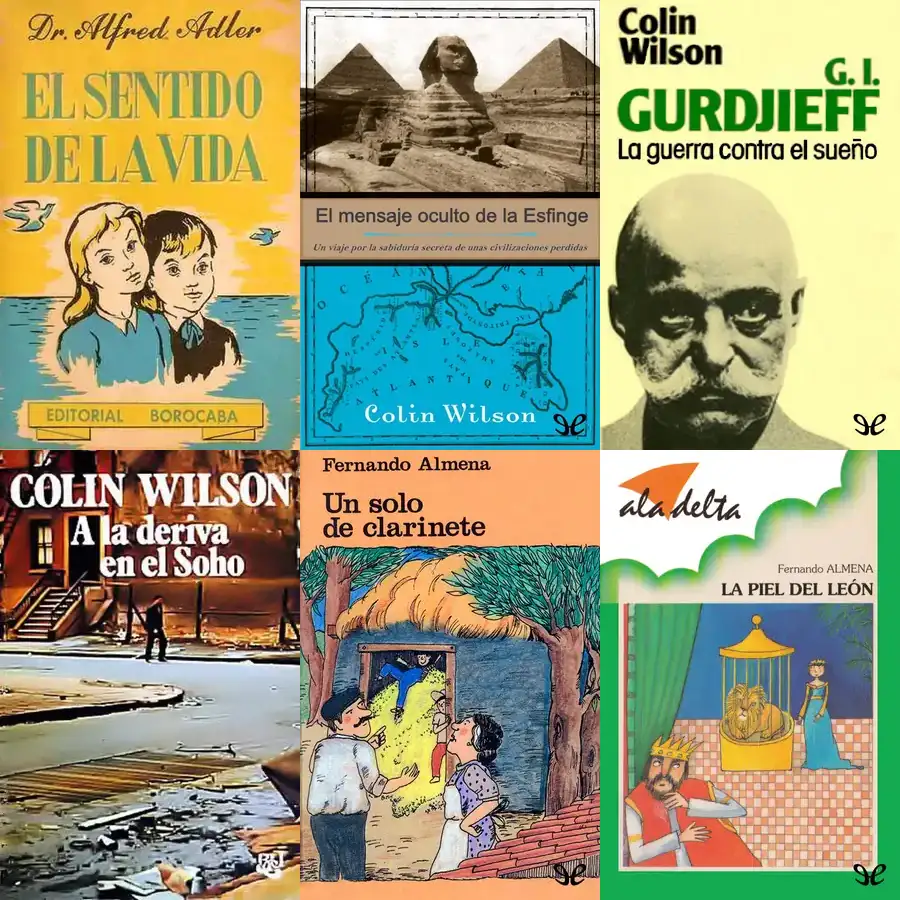 Dr. Alfred Adler
EL SENTIDO
DE LA VIDA
EDITORIAL BOROCABA
El mensaje oculto de la Esfinge
Un viaje por la sabiduría secreta de unas civilizaciones perdidas
ATLANTIQUE
Colin Wilson
Colin
Wilson
G. I.
GURDJIEFF
La guerra contra el sueño
COLIN WILSON
A la deriva
en el Soho
Fernando Almena
Un solo
de clarinete
ala delta
Fernando ALMENA
LA PIEL DEL LEÓN